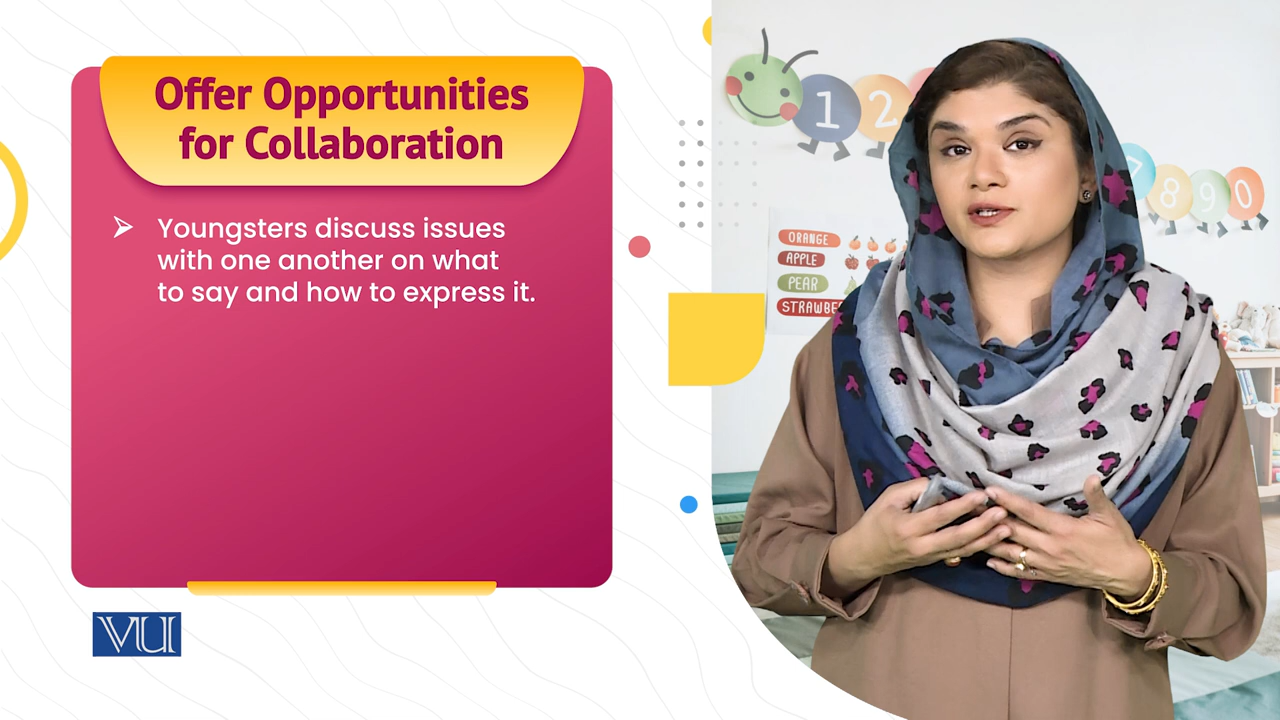 Offer Opportunities
for Collaboration
Youngsters discuss issues
with one another on what
to say and how to express it.
VU
1 2
7 8 9 0
ORANGE
APPLE
PEAR